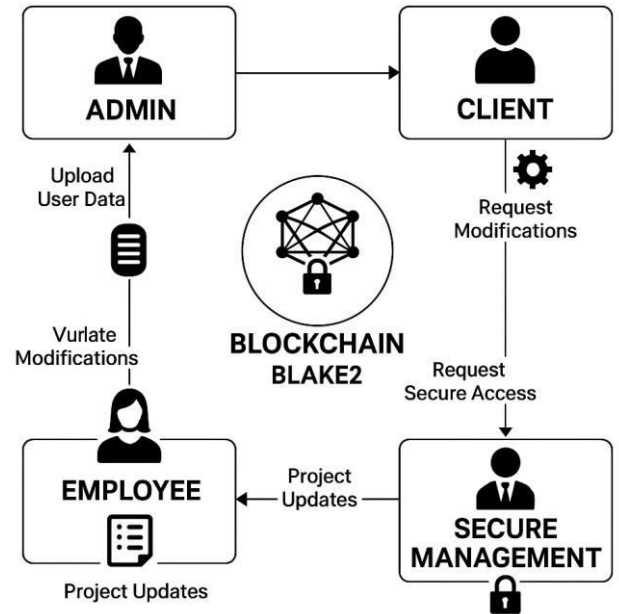 ADMIN
CLIENT
Upload
User Data
Request
Modifications
BLOCKCHAIN
BLAKE2
Vurlate
Modifications
Request
Secure Access
EMPLOYEE
Project
Updates
SECURE
MANAGEMENT
Project Updates